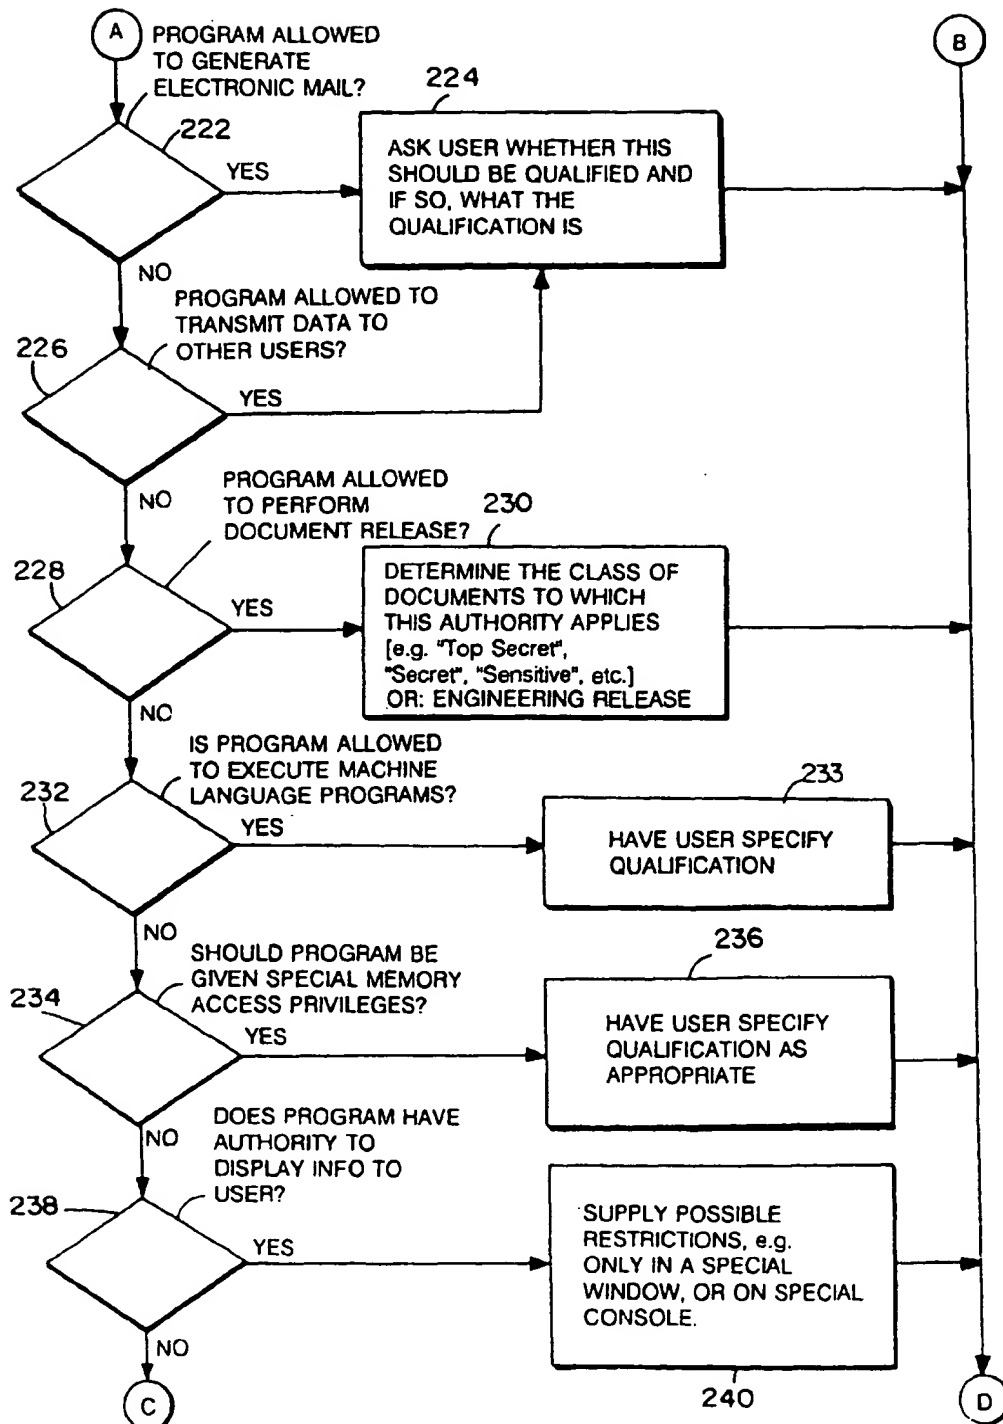 A
PROGRAM ALLOWED
TO GENERATE
ELECTRONIC MAIL?
B
222
YES
NO
224
ASK USER WHETHER THIS
SHOULD BE QUALIFIED AND
IF SO, WHAT THE
QUALIFICATION IS
PROGRAM ALLOWED TO
TRANSMIT DATA TO
OTHER USERS?
226
YES
NO
PROGRAM ALLOWED
TO PERFORM
DOCUMENT RELEASE?
228
YES
NO
230
DETERMINE THE CLASS OF
DOCUMENTS TO WHICH
THIS AUTHORITY APPLIES
[e.g. "Top Secret",
"Secret", "Sensitive", etc.]
OR: ENGINEERING RELEASE
IS PROGRAM ALLOWED
TO EXECUTE MACHINE
LANGUAGE PROGRAMS?
232
YES
NO
233
HAVE USER SPECIFY
QUALIFICATION
SHOULD PROGRAM BE
GIVEN SPECIAL MEMORY
ACCESS PRIVILEGES?
234
YES
NO
236
HAVE USER SPECIFY
QUALIFICATION AS
APPROPRIATE
DOES PROGRAM HAVE
AUTHORITY TO
DISPLAY INFO TO
USER?
238
YES
NO
SUPPLY POSSIBLE
RESTRICTIONS, e.g.
ONLY IN A SPECIAL
WINDOW, OR ON SPECIAL
CONSOLE.
240
C
D